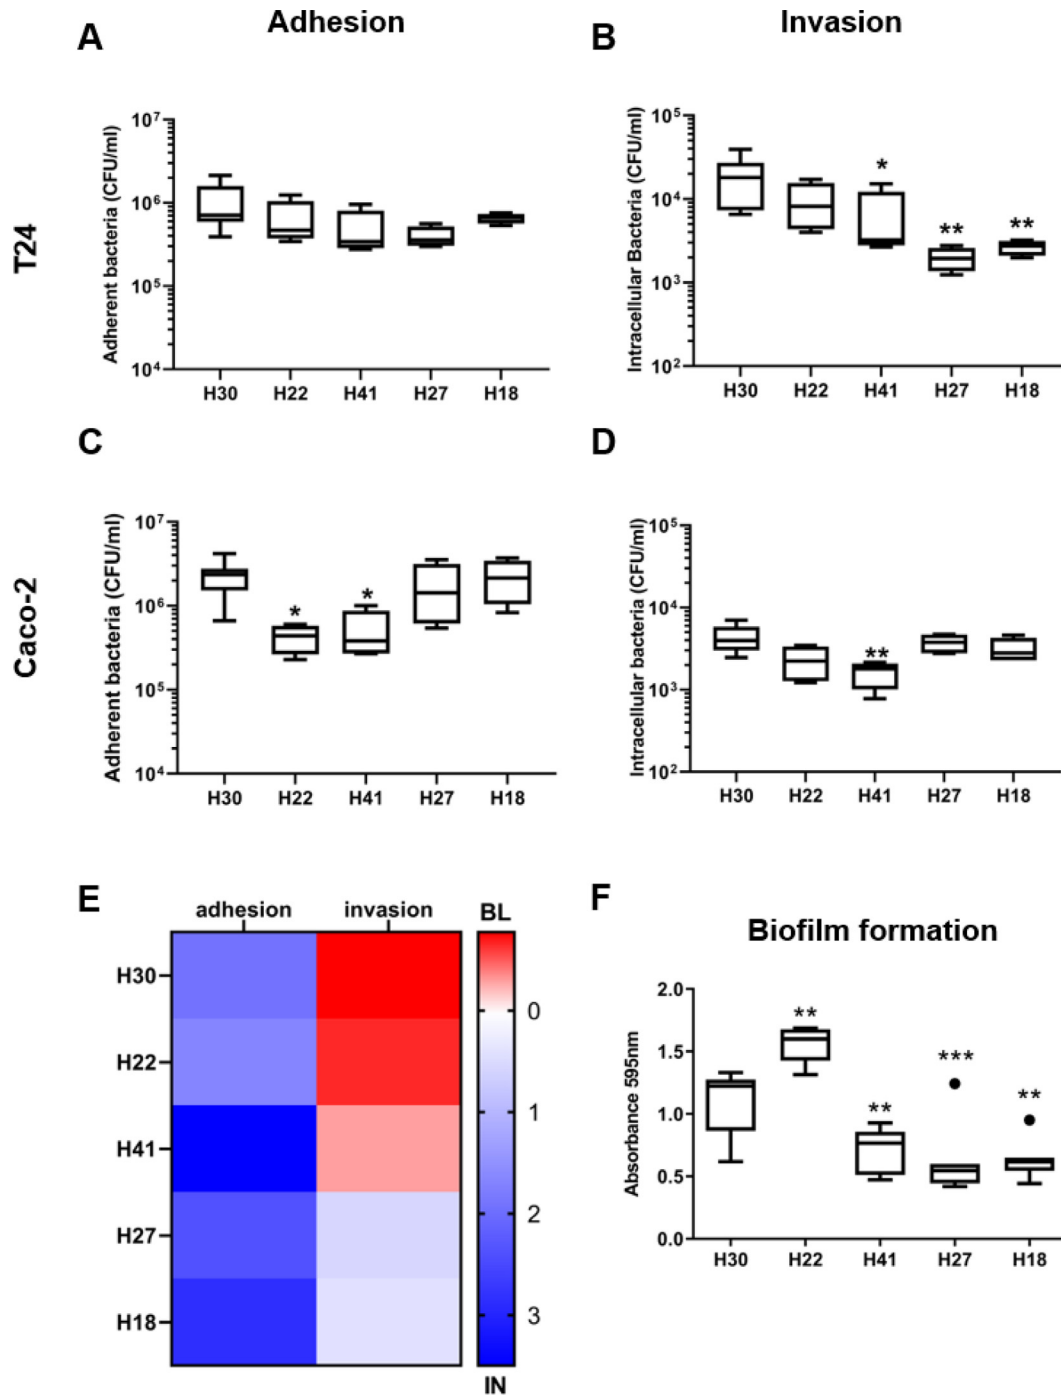 A
Adhesion
B
Invasion
T24
Adherent bacteria (CFU/ml)
10⁷
10⁶
10⁵
10⁴
H30 H22 H41 H27 H18
Intracellular Bacteria (CFU/ml)
10⁵
10⁴
10³
10²
*
**
**
H30 H22 H41 H27 H18
C
D
Caco-2
Adherent bacteria (CFU/ml)
10⁷
10⁶
10⁵
10⁴
*
*
H30 H22 H41 H27 H18
Intracellular bacteria (CFU/ml)
10⁵
10⁴
10³
10²
**
H30 H22 H41 H27 H18
E
adhesion invasion
BL
H30
H22
H41
H27
H18
0
1
2
3
IN
F
Biofilm formation
Absorbance 595nm
2.0
1.5
1.0
0.5
0.0
**
**
***
**
H30 H22 H41 H27 H18